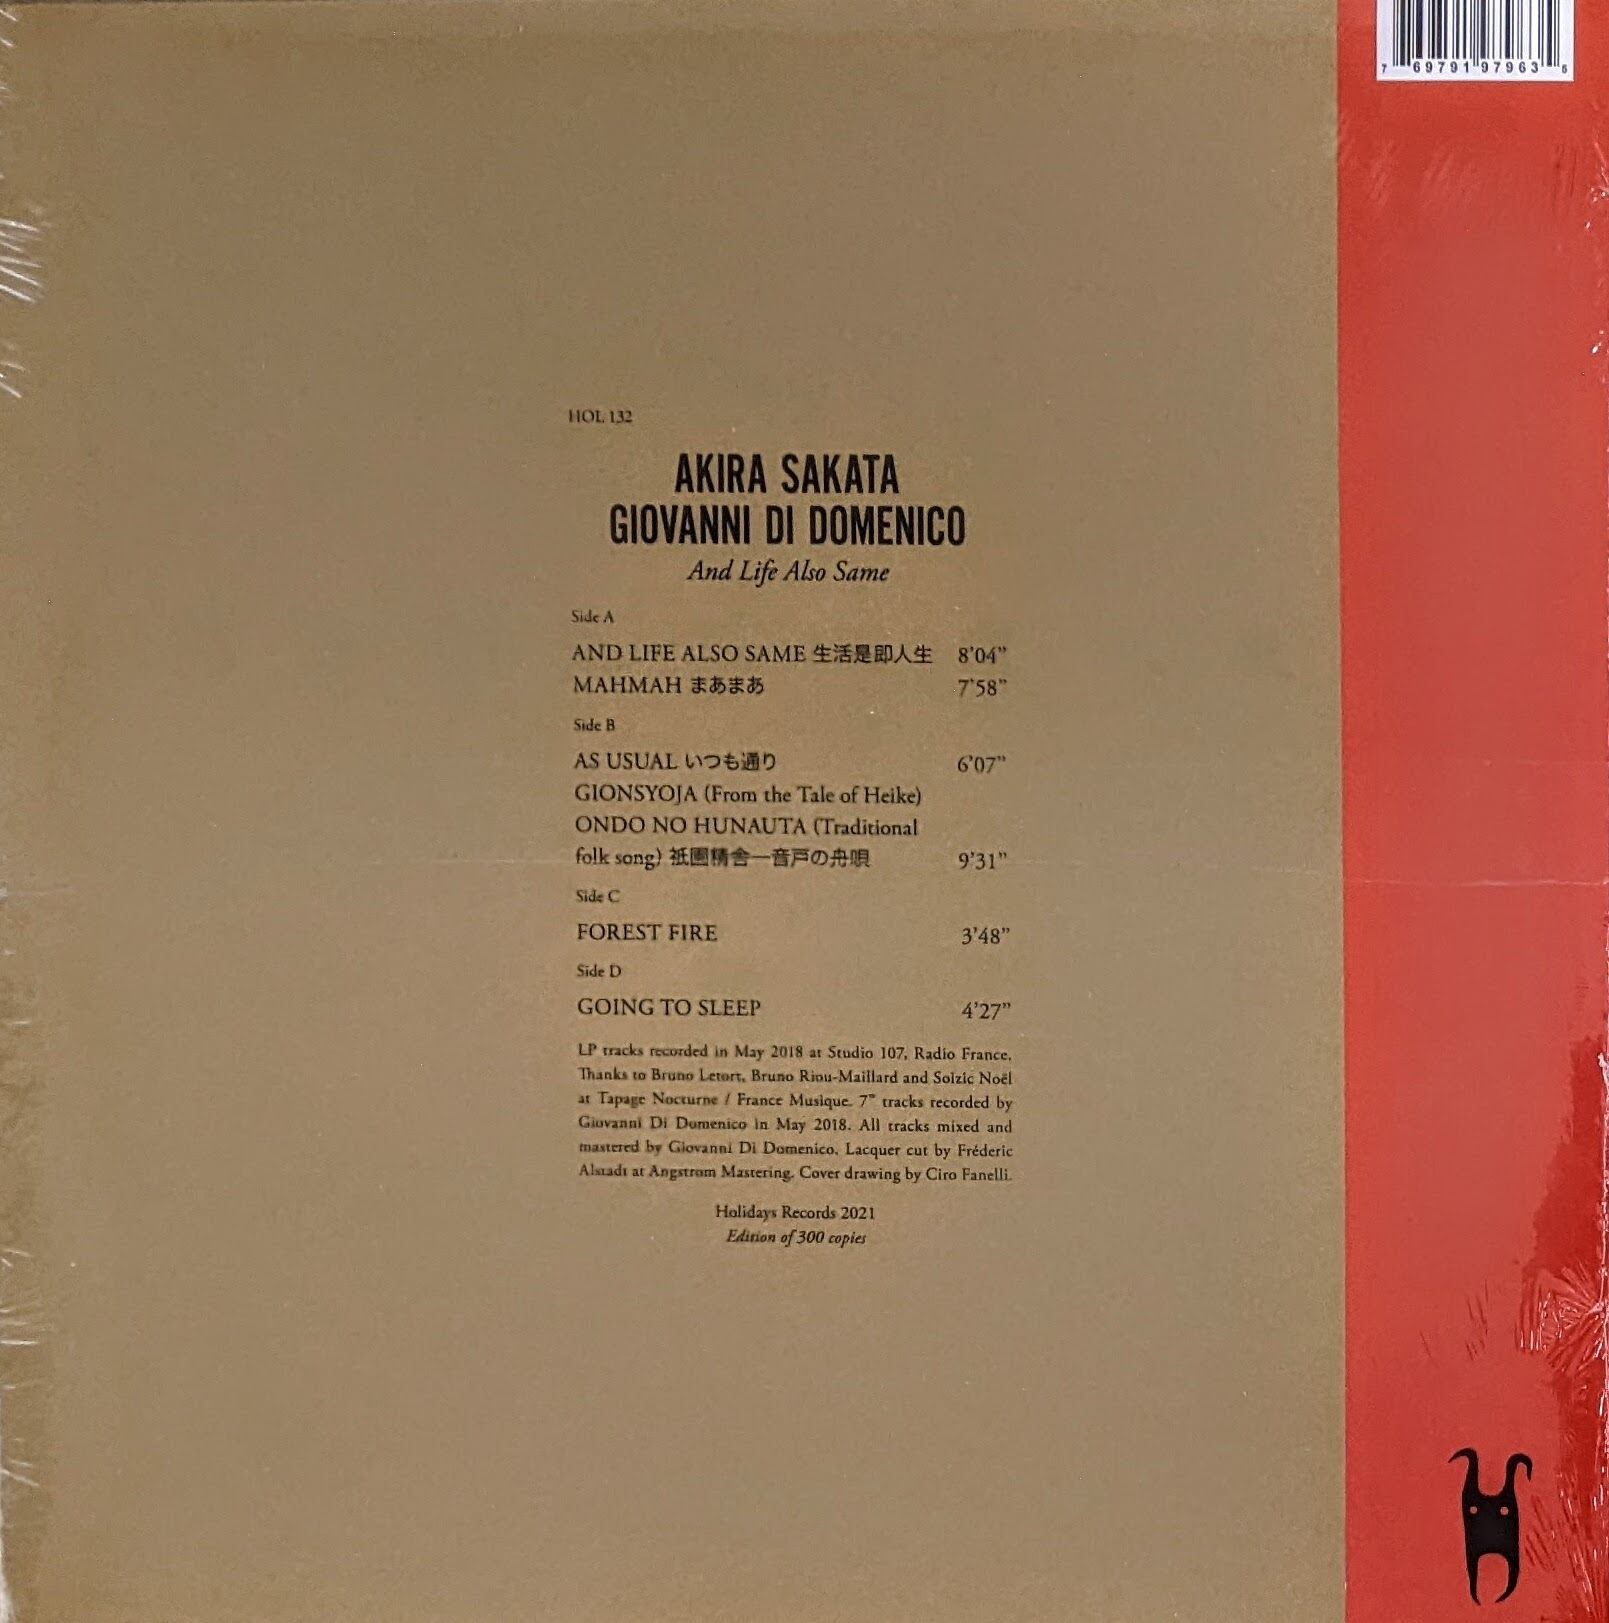 7 69791 97963 6
HOL 132
AKIRA SAKATA
GIOVANNI DI DOMENICO
And Life Also Same
Side A
AND LIFE ALSO SAME 生活是即人生 8’04”
MAHMAH まあまあ 7’58”
Side B
AS USUAL いつも通り 6’07”
GIONSYOJA (From the Tale of Heike)
ONDO NO HUNAUTA (Traditional
folk song) 祇園精舎—音戸の舟唄 9’31”
Side C
FOREST FIRE 3’48”
Side D
GOING TO SLEEP 4’27”
LP tracks recorded in May 2018 at Studio 107, Radio France.
Thanks to Bruno Letort, Bruno Riou-Maillard and Solzic Noël
at Tapage Nocturne / France Musique. 7” tracks recorded by
Giovanni Di Domenico in May 2018. All tracks mixed and
mastered by Giovanni Di Domenico. Lacquer cut by Fréderic
Alstadt at Angstrom Mastering. Cover drawing by Ciro Fanelli.
Holidays Records 2021
Edition of 300 copies